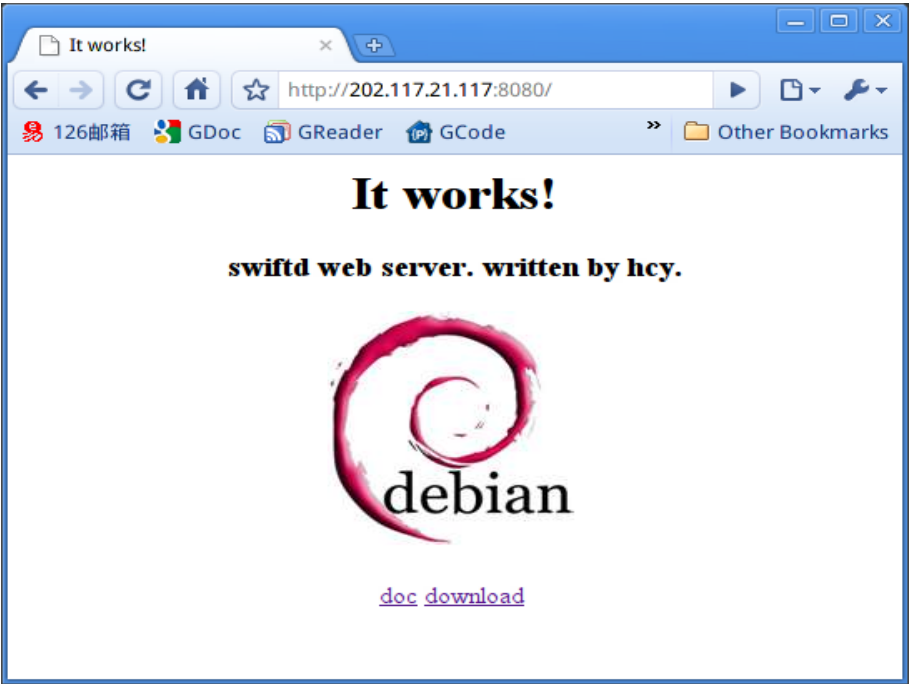 It works!
http://202.117.21.117:8080/
126邮箱 GDoc GReader GCode » Other Bookmarks
It works!
swiftd web server. written by hcy.
debian
doc download